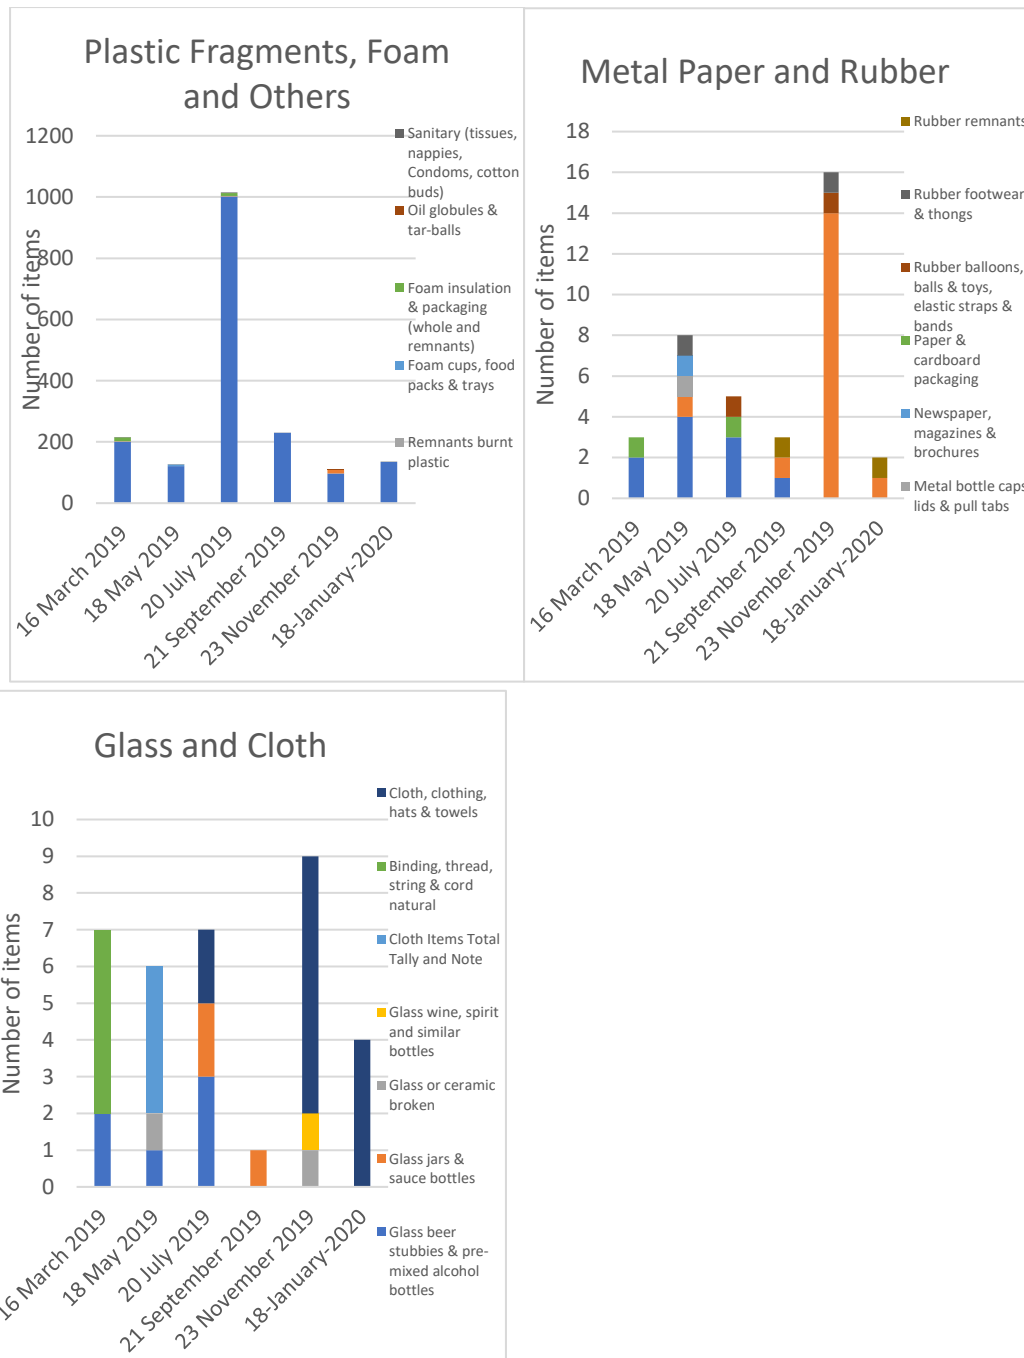 Plastic Fragments, Foam
and Others
Number of items
1200
1000
800
600
400
200
0
16 March 2019
18 May 2019
20 July 2019
21 September 2019
23 November 2019
18-January-2020
Sanitary (tissues,
nappies,
Condoms, cotton
buds)
Oil globules &
tar-balls
Foam insulation
& packaging
(whole and
remnants)
Foam cups, food
packs & trays
Remnants burnt
plastic
Metal Paper and Rubber
Number of items
18
16
14
12
10
8
6
4
2
0
16 March 2019
18 May 2019
20 July 2019
21 September 2019
23 November 2019
18-January-2020
Rubber remnants
Rubber footwear
& thongs
Rubber balloons,
balls & toys,
elastic straps &
bands
Paper &
cardboard
packaging
Newspaper,
magazines &
brochures
Metal bottle caps
lids & pull tabs
Glass and Cloth
Number of items
10
9
8
7
6
5
4
3
2
1
0
16 March 2019
18 May 2019
20 July 2019
21 September 2019
23 November 2019
18-January-2020
Cloth, clothing,
hats & towels
Binding, thread,
string & cord
natural
Cloth Items Total
Tally and Note
Glass wine, spirit
and similar
bottles
Glass or ceramic
broken
Glass jars &
sauce bottles
Glass beer
stubbies & pre-
mixed alcohol
bottles